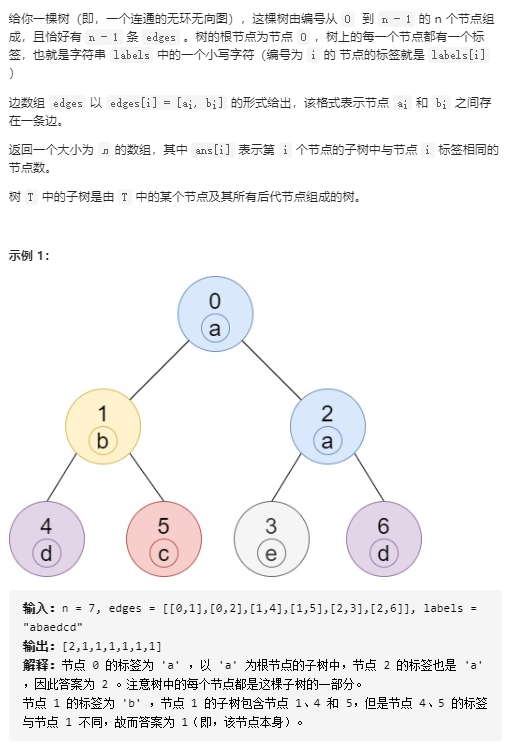 给你一棵树（即，一个连通的无环无向图），这棵树由编号从 0 到 n - 1 的 n 个节点组
成，且恰好有 n - 1 条 edges 。树的根节点为节点 0 ，树上的每一个节点都有一个标
签，也就是字符串 labels 中的一个小写字符（编号为 i 的 节点的标签就是 labels[i]
）
边数组 edges 以 edges[i] = [ai, bi] 的形式给出，该格式表示节点 ai 和 bi 之间存
在一条边。
返回一个大小为 n 的数组，其中 ans[i] 表示第 i 个节点的子树中与节点 i 标签相同的
节点数。
树 T 中的子树是由 T 中的某个节点及其所有后代节点组成的树。
示例 1：
0
a
1
b
2
a
4
d
5
c
3
e
6
d
输入：n = 7, edges = [[0,1],[0,2],[1,4],[1,5],[2,3],[2,6]], labels =
"abaedcd"
输出：[2,1,1,1,1,1,1]
解释：节点 0 的标签为 'a' ，以 'a' 为根节点的子树中，节点 2 的标签也是 'a'
，因此答案为 2 。注意树中的每个节点都是这棵子树的一部分。
节点 1 的标签为 'b' ，节点 1 的子树包含节点 1、4 和 5，但是节点 4、5 的标签
与节点 1 不同，故而答案为 1（即，该节点本身）。